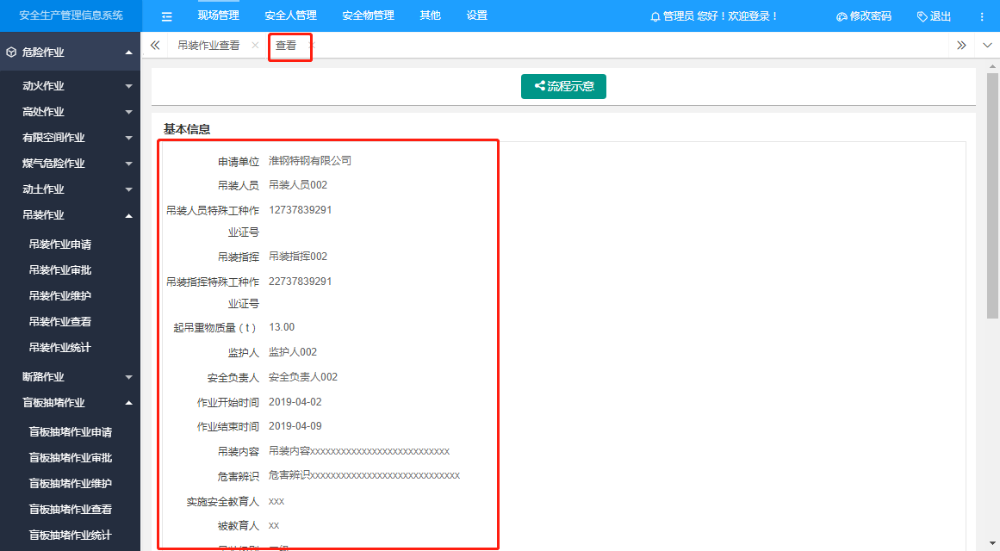 安全生产管理信息系统
现场管理
安全人管理
安全物管理
其他
设置
管理员 您好！欢迎登录！
修改密码
退出
吊装作业查看
查看
危险作业
动火作业
高处作业
有限空间作业
煤气危险作业
动土作业
吊装作业
吊装作业申请
吊装作业审批
吊装作业维护
吊装作业查看
吊装作业统计
断路作业
盲板抽堵作业
盲板抽堵作业申请
盲板抽堵作业审批
盲板抽堵作业维护
盲板抽堵作业查看
盲板抽堵作业统计
流程示意
基本信息
申请单位 淮钢特钢有限公司
吊装人员 吊装人员002
吊装人员特殊工种作 12737839291
业证号
吊装指挥 吊装指挥002
吊装指挥特殊工种作 22737839291
业证号
起吊重物质量（t） 13.00
监护人 监护人002
安全负责人 安全负责人002
作业开始时间 2019-04-02
作业结束时间 2019-04-09
吊装内容 吊装内容xxxxxxxxxxxxxxxxxxxxxxxxxxx
危害辨识 危害辨识xxxxxxxxxxxxxxxxxxxxxxxxxxxxx
实施安全教育人 xxx
被教育人 xx